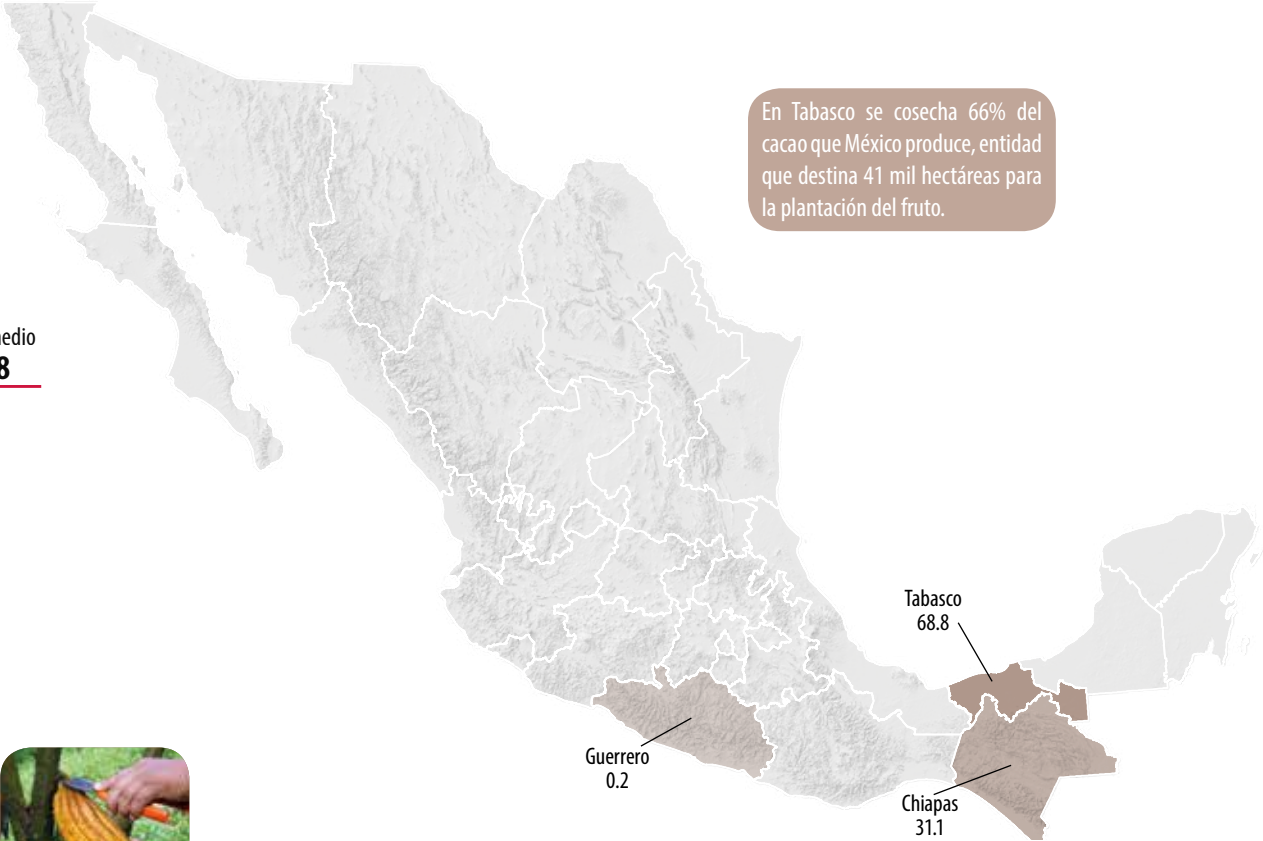 En Tabasco se cosecha 66% del
cacao que México produce, entidad
que destina 41 mil hectáreas para
la plantación del fruto.
8
Tabasco
68.8
Guerrero
0.2
Chiapas
31.1